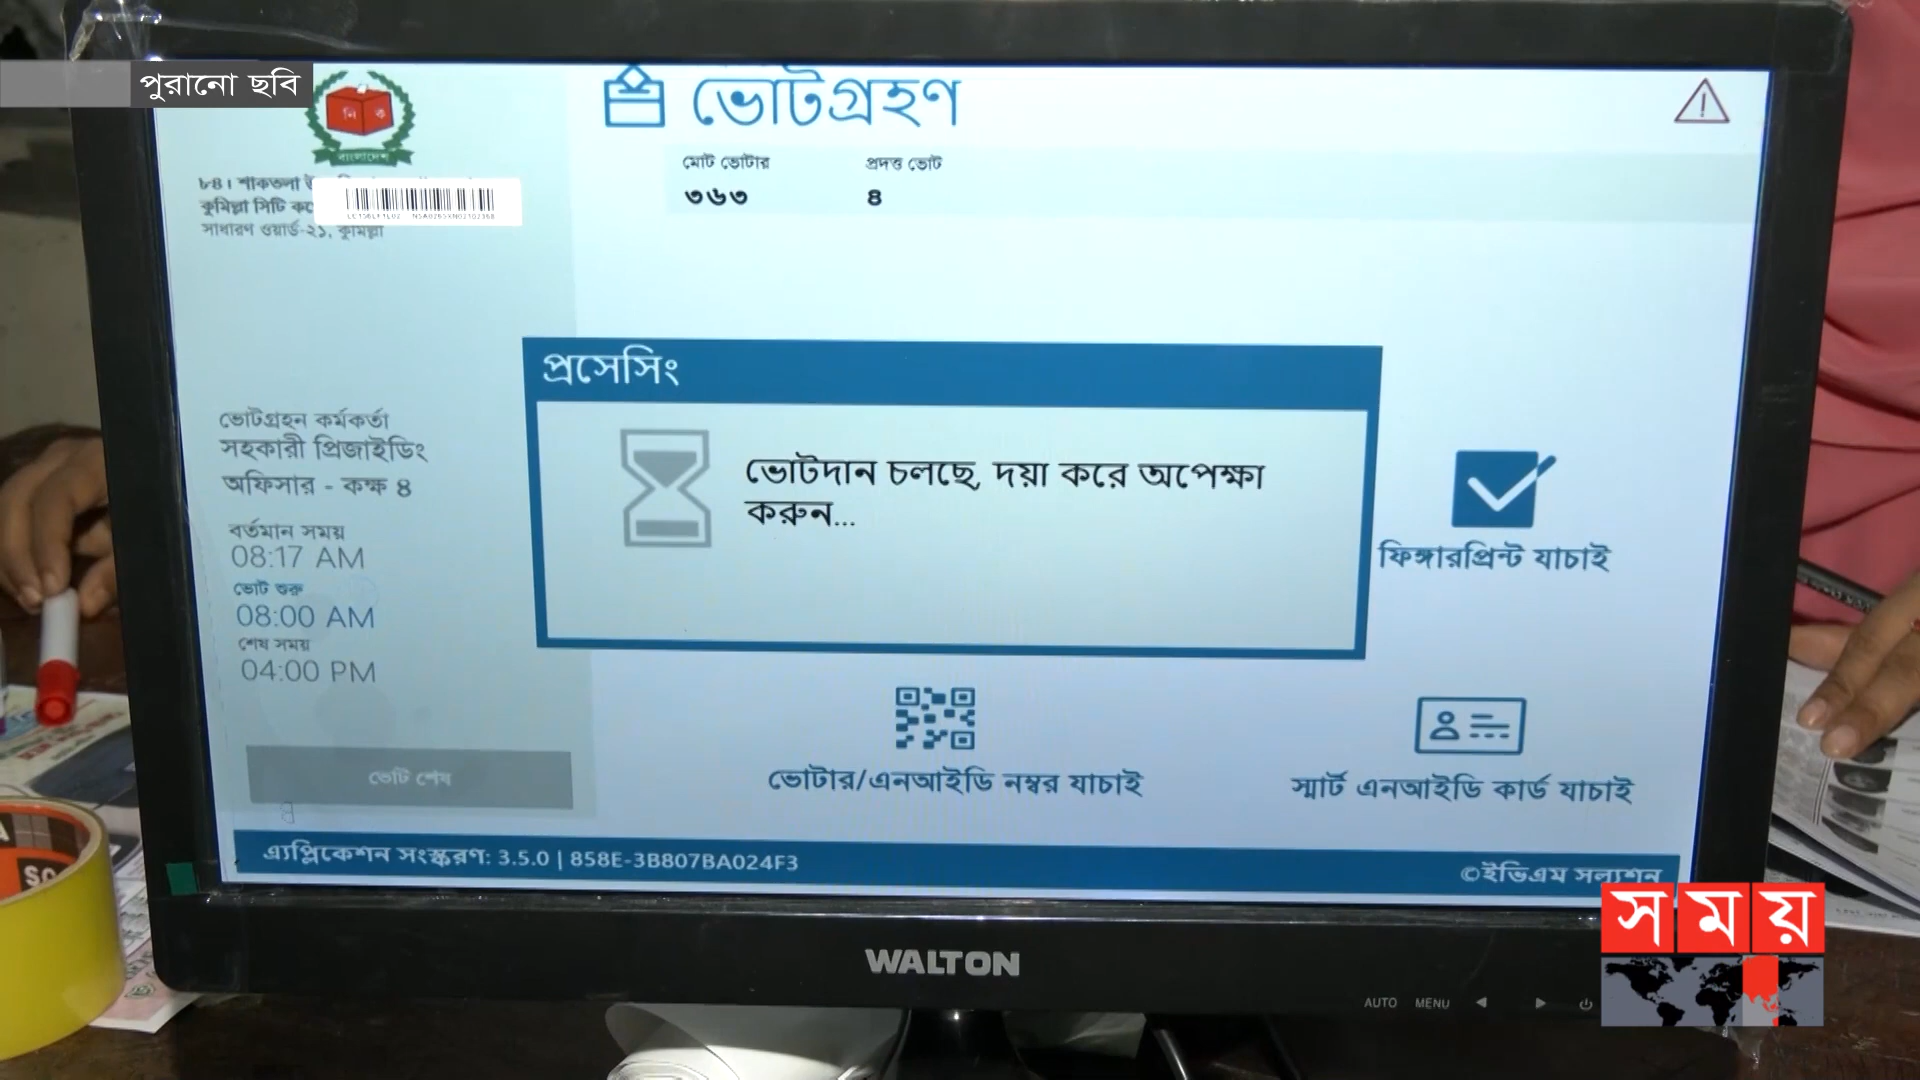 পুরানো ছবি
নি ক
বাংলাদেশ
৮৪। শাকতলা
কুমিল্লা সিটি
সাধারণ ওয়ার্ড-২১, কুমিল্লা
ভোটগ্রহণ
মোট ভোটার
৩৬৩
প্রদত্ত ভোট
৪
প্রসেসিং
ভোটদান চলছে, দয়া করে অপেক্ষা
করুন...
ভোটগ্রহন কর্মকর্তা
সহকারী প্রিজাইডিং
অফিসার - কক্ষ ৪
বর্তমান সময়
08:17 AM
ভোট শুরু
08:00 AM
শেষ সময়
04:00 PM
ভোট শেষ
ফিঙ্গারপ্রিন্ট যাচাই
ভোটার/এনআইডি নম্বর যাচাই
স্মার্ট এনআইডি কার্ড যাচাই
এ্যপ্লিকেশন সংস্করণ: 3.5.0 | 858E-3B807BA024F3
©ইভিএম সল্যুশন
WALTON
AUTO MENU
সময়